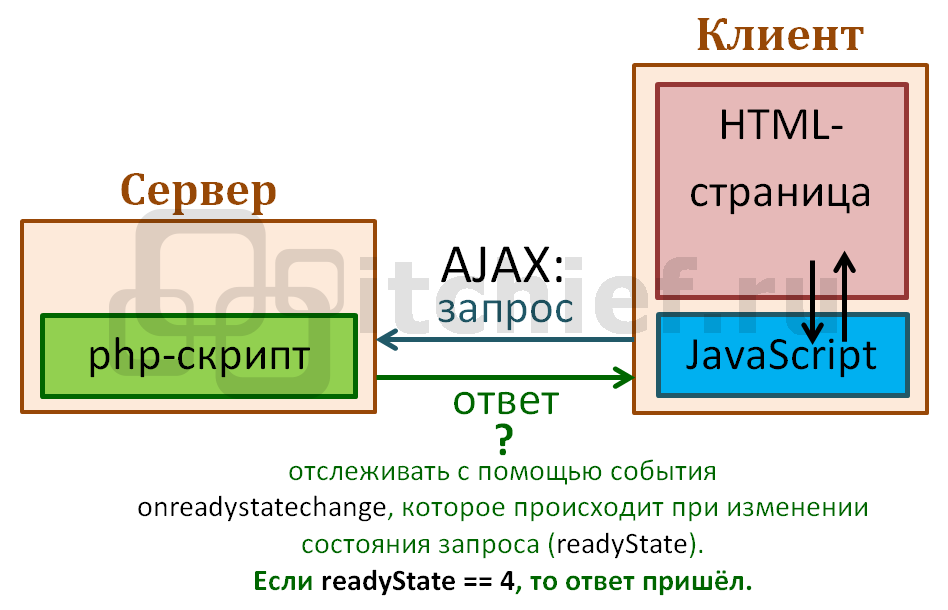 Клиент
HTML-
страница
Сервер
AJAX:
запрос
itchief.ru
php-скрипт
JavaScript
ответ
?
отслеживать с помощью события
onreadystatechange, которое происходит при изменении
состояния запроса (readyState).
Если readyState == 4, то ответ пришёл.